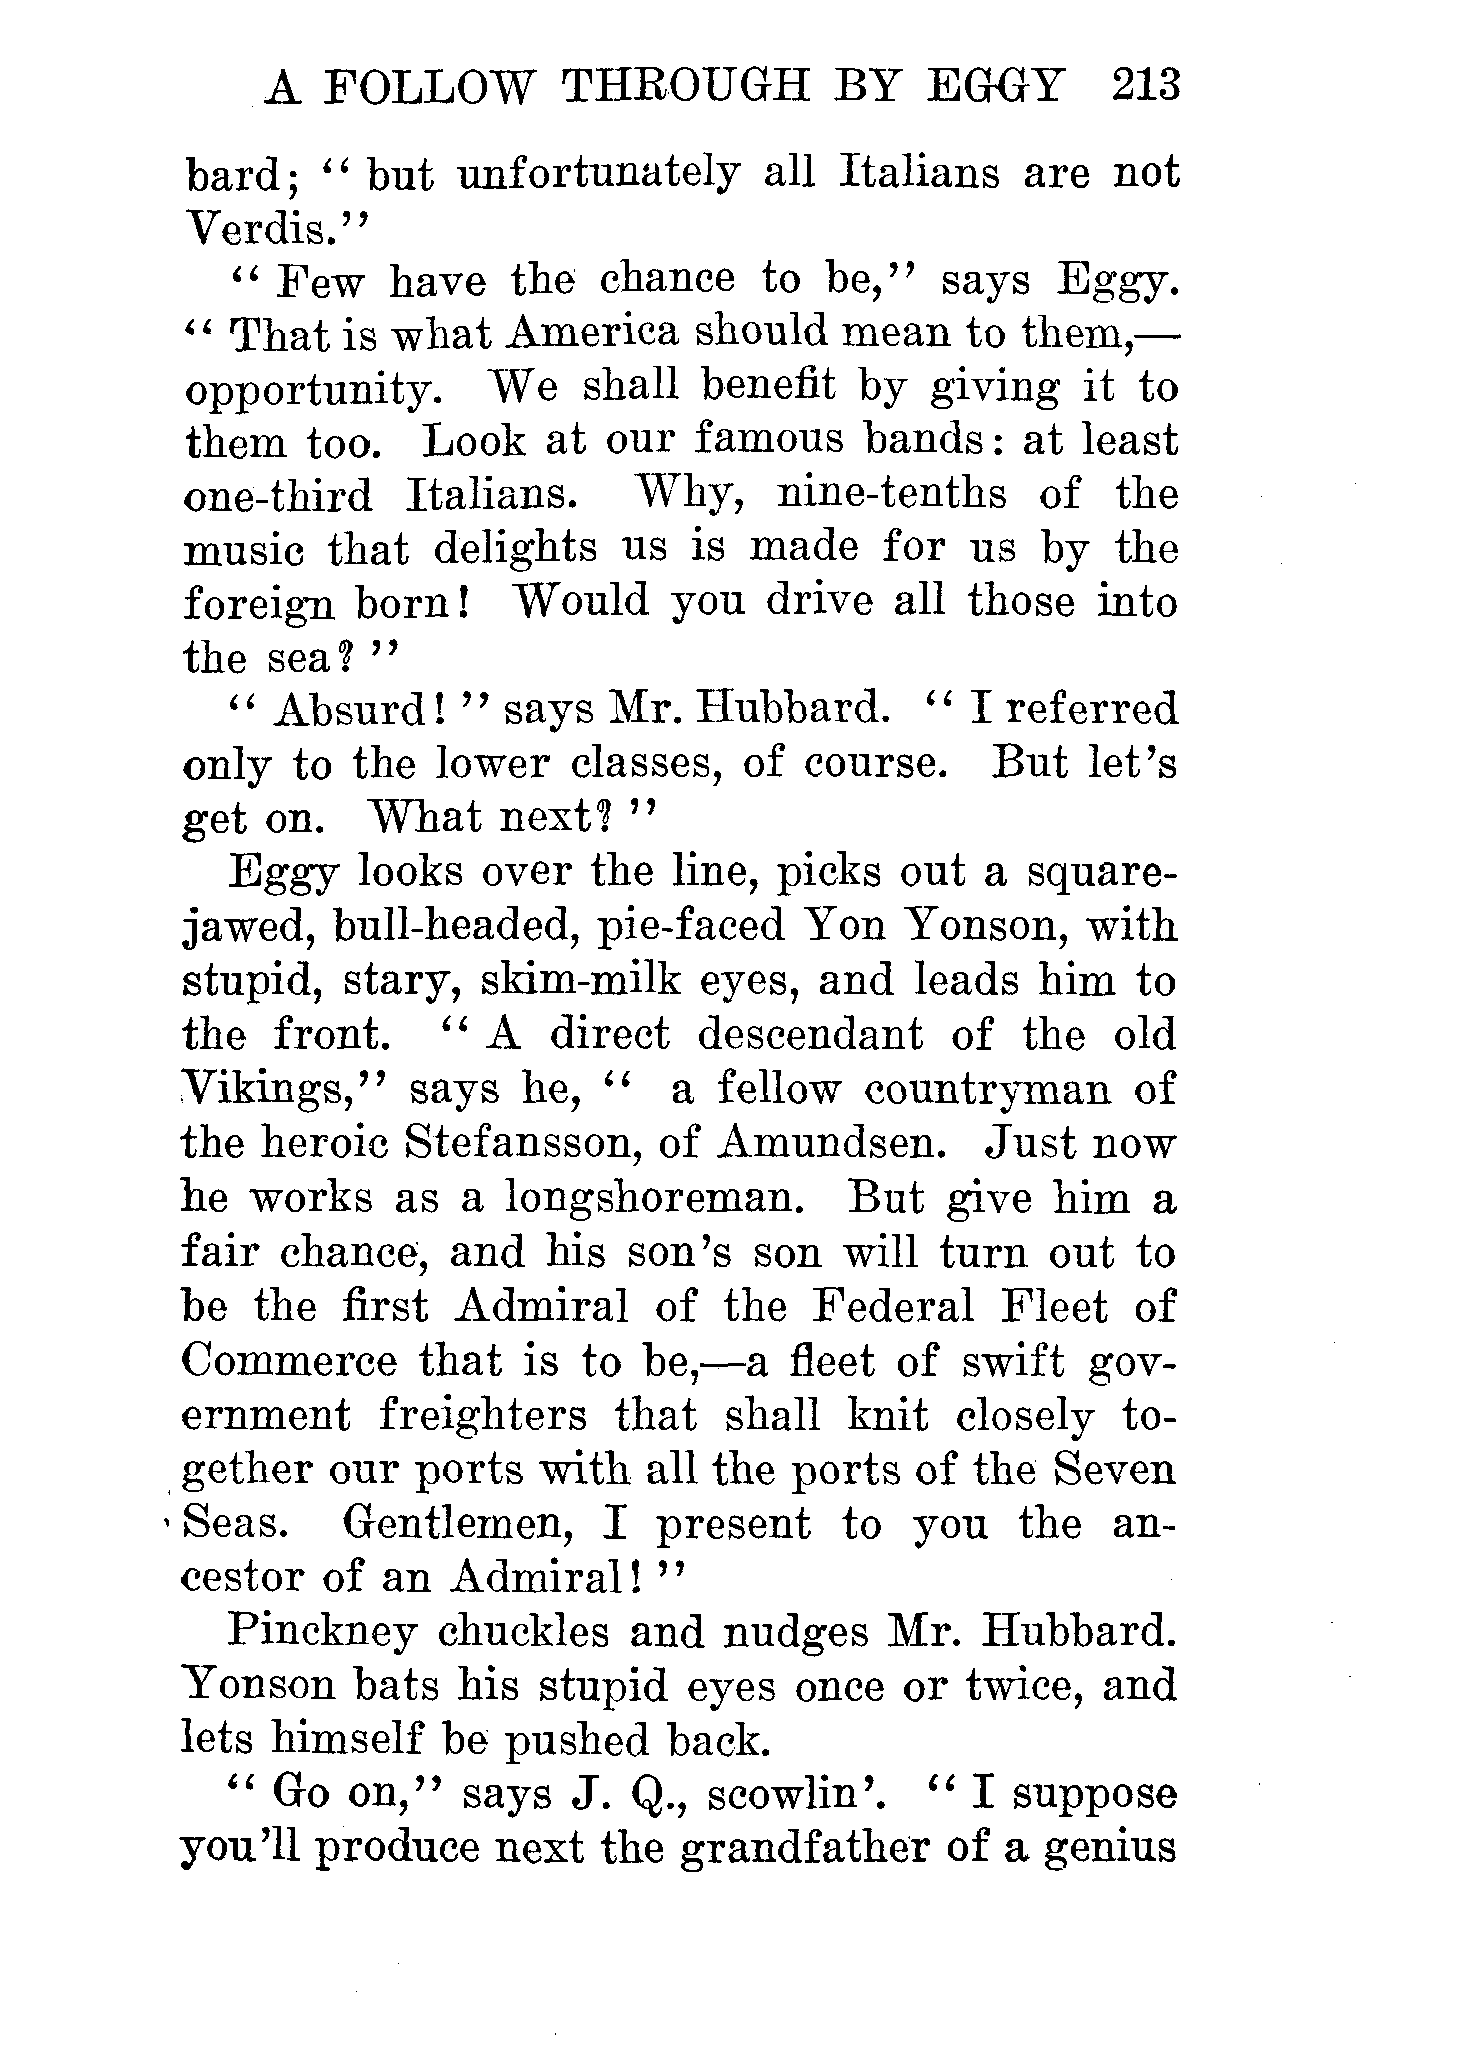 A FOLLOW THROUGH BY EGGY 213
bard; “ but unfortunately all Italians are not
Verdis.”
“ Few have the chance to be,” says Eggy.
“ That is what America should mean to them,—
opportunity. We shall benefit by giving it to
them too. Look at our famous bands: at least
one-third Italians. Why, nine-tenths of the
music that delights us is made for us by the
foreign born! Would you drive all those into
the sea? ”
“ Absurd! ” says Mr. Hubbard. “ I referred
only to the lower classes, of course. But let’s
get on. What next? ”
Eggy looks over the line, picks out a square-
jawed, bull-headed, pie-faced Yon Yonson, with
stupid, stary, skim-milk eyes, and leads him to
the front. “ A direct descendant of the old
Vikings,” says he, “ a fellow countryman of
the heroic Stefansson, of Amundsen. Just now
he works as a longshoreman. But give him a
fair chance, and his son’s son will turn out to
be the first Admiral of the Federal Fleet of
Commerce that is to be,—a fleet of swift gov-
ernment freighters that shall knit closely to-
gether our ports with all the ports of the Seven
Seas. Gentlemen, I present to you the an-
cestor of an Admiral! ”
Pinckney chuckles and nudges Mr. Hubbard.
Yonson bats his stupid eyes once or twice, and
lets himself be pushed back.
“ Go on,” says J. Q., scowlin’. “ I suppose
you’ll produce next the grandfather of a genius